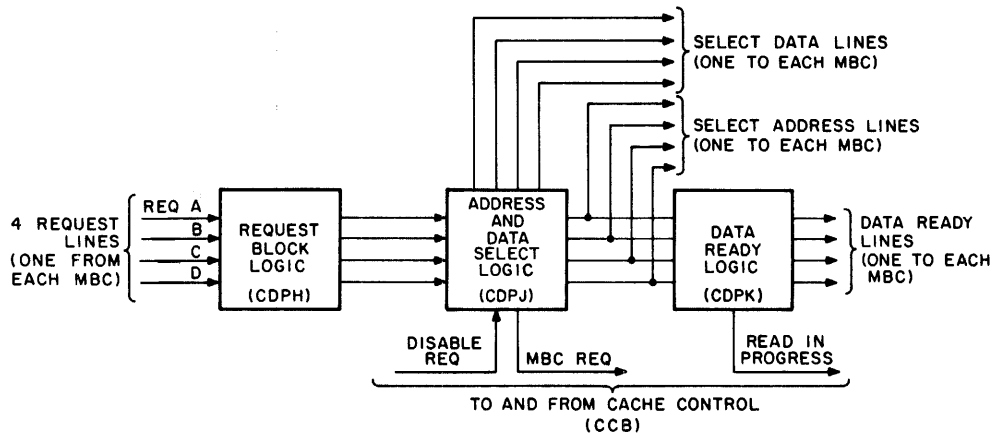 SELECT DATA LINES
(ONE TO EACH MBC)
SELECT ADDRESS LINES
(ONE TO EACH MBC)
4 REQUEST
LINES
(ONE FROM
EACH MBC)
REQ A
B
C
D
REQUEST
BLOCK
LOGIC
(CDPH)
ADDRESS
AND
DATA
SELECT
LOGIC
(CDPJ)
DATA
READY
LOGIC
(CDPK)
DATA READY
LINES
(ONE TO EACH
MBC)
DISABLE
REQ
MBC REQ
READ IN
PROGRESS
TO AND FROM CACHE CONTROL
(CCB)